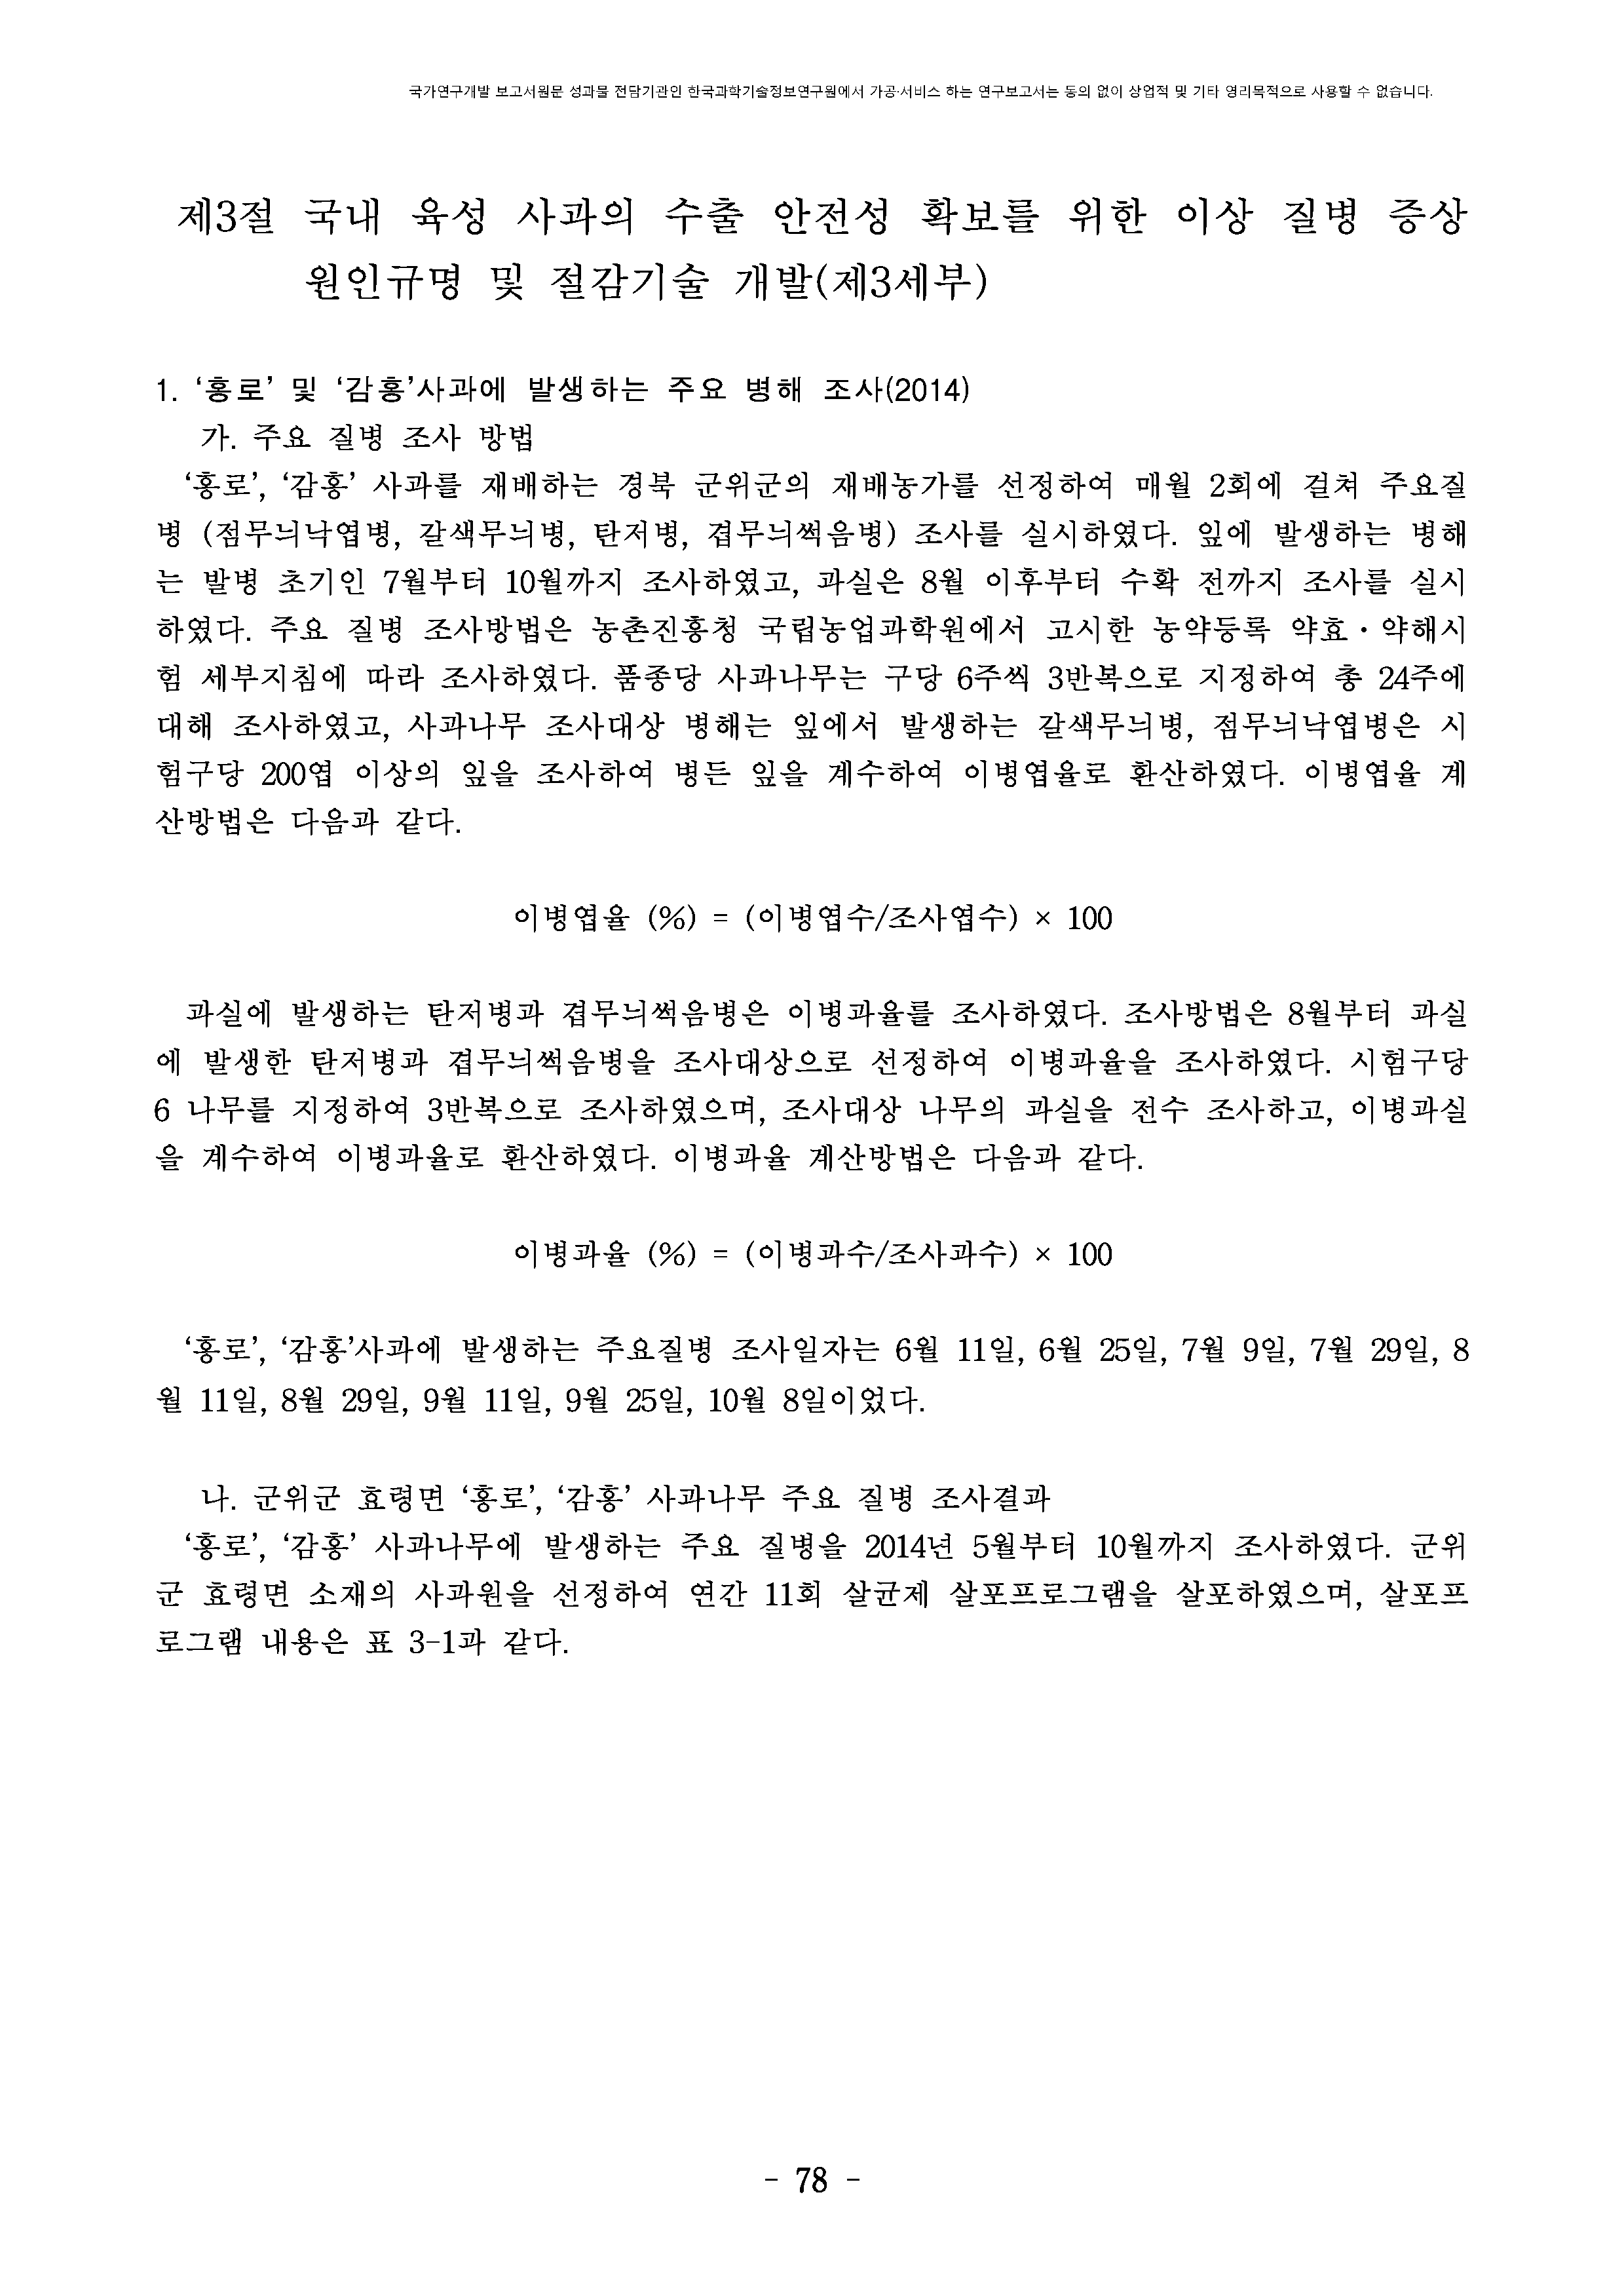 국가연구개발 보고서원문 성과물 전담기관인 한국과학기술정보연구원에서 가공·서비스 하는 연구보고서는 동의 없이 상업적 및 기타 영리목적으로 사용할 수 없습니다.
제3절 국내 육성 사과의 수출 안전성 확보를 위한 이상 질병 증상
원인규명 및 절감기술 개발(제3세부)
1. ‘홍로’ 및 ‘감홍’사과에 발생하는 주요 병해 조사(2014)
가. 주요 질병 조사 방법
‘홍로’, ‘감홍’ 사과를 재배하는 경북 군위군의 재배농가를 선정하여 매월 2회에 걸쳐 주요질
병 (점무늬낙엽병, 갈색무늬병, 탄저병, 겹무늬썩음병) 조사를 실시하였다. 잎에 발생하는 병해
는 발병 초기인 7월부터 10월까지 조사하였고, 과실은 8월 이후부터 수확 전까지 조사를 실시
하였다. 주요 질병 조사방법은 농촌진흥청 국립농업과학원에서 고시한 농약등록 약효·약해시
험 세부지침에 따라 조사하였다. 품종당 사과나무는 구당 6주씩 3반복으로 지정하여 총 24주에
대해 조사하였고, 사과나무 조사대상 병해는 잎에서 발생하는 갈색무늬병, 점무늬낙엽병은 시
험구당 200엽 이상의 잎을 조사하여 병든 잎을 계수하여 이병엽율로 환산하였다. 이병엽율 계
산방법은 다음과 같다.
이병엽율 (%) = (이병엽수/조사엽수) × 100
과실에 발생하는 탄저병과 겹무늬썩음병은 이병과율를 조사하였다. 조사방법은 8월부터 과실
에 발생한 탄저병과 겹무늬썩음병을 조사대상으로 선정하여 이병과율을 조사하였다. 시험구당
6 나무를 지정하여 3반복으로 조사하였으며, 조사대상 나무의 과실을 전수 조사하고, 이병과실
을 계수하여 이병과율로 환산하였다. 이병과율 계산방법은 다음과 같다.
이병과율 (%) = (이병과수/조사과수) × 100
‘홍로’, ‘감홍’사과에 발생하는 주요질병 조사일자는 6월 11일, 6월 25일, 7월 9일, 7월 29일, 8
월 11일, 8월 29일, 9월 11일, 9월 25일, 10월 8일이었다.
나. 군위군 효령면 ‘홍로’, ‘감홍’ 사과나무 주요 질병 조사결과
‘홍로’, ‘감홍’ 사과나무에 발생하는 주요 질병을 2014년 5월부터 10월까지 조사하였다. 군위
군 효령면 소재의 사과원을 선정하여 연간 11회 살균제 살포프로그램을 살포하였으며, 살포프
로그램 내용은 표 3-1과 같다.
- 78 -